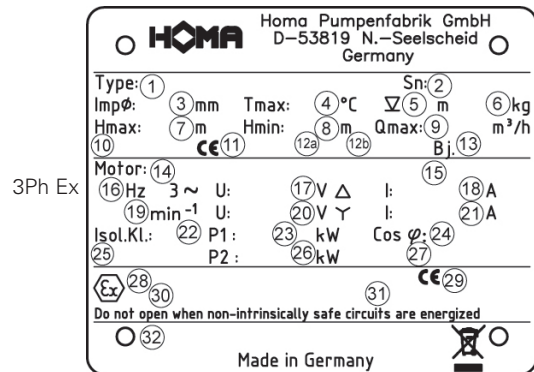 HOMA Homa Pumpenfabrik GmbH
D-53819 N.-Seelscheid
Germany
Type: 1 Sn: 2
ImpØ: 3 mm Tmax: 4 °C 5 m 6 kg
Hmax: 7 m Hmin: 8 m Qmax: 9 m³/h
10 CE 11 12a 12b Bj. 13
Motor: 14 15
3Ph Ex
16 Hz 3 ~ U: 17 V △ I: 18 A
19 min⁻¹ U: 20 V Y I: 21 A
Isol.Kl.: 22 P1: 23 kW Cos φ: 24
25 P2: 26 kW 27
Ex 28 CE 29
30 31
Do not open when non-intrinsically safe circuits are energized
32
Made in Germany